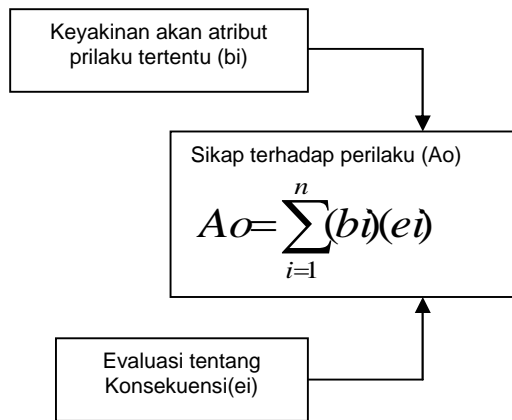 Keyakinan akan atribut
prilaku tertentu (bi)
Sikap terhadap perilaku (Ao)
n
Ao=∑(bi)(ei)
i=1
Evaluasi tentang
Konsekuensi(ei)